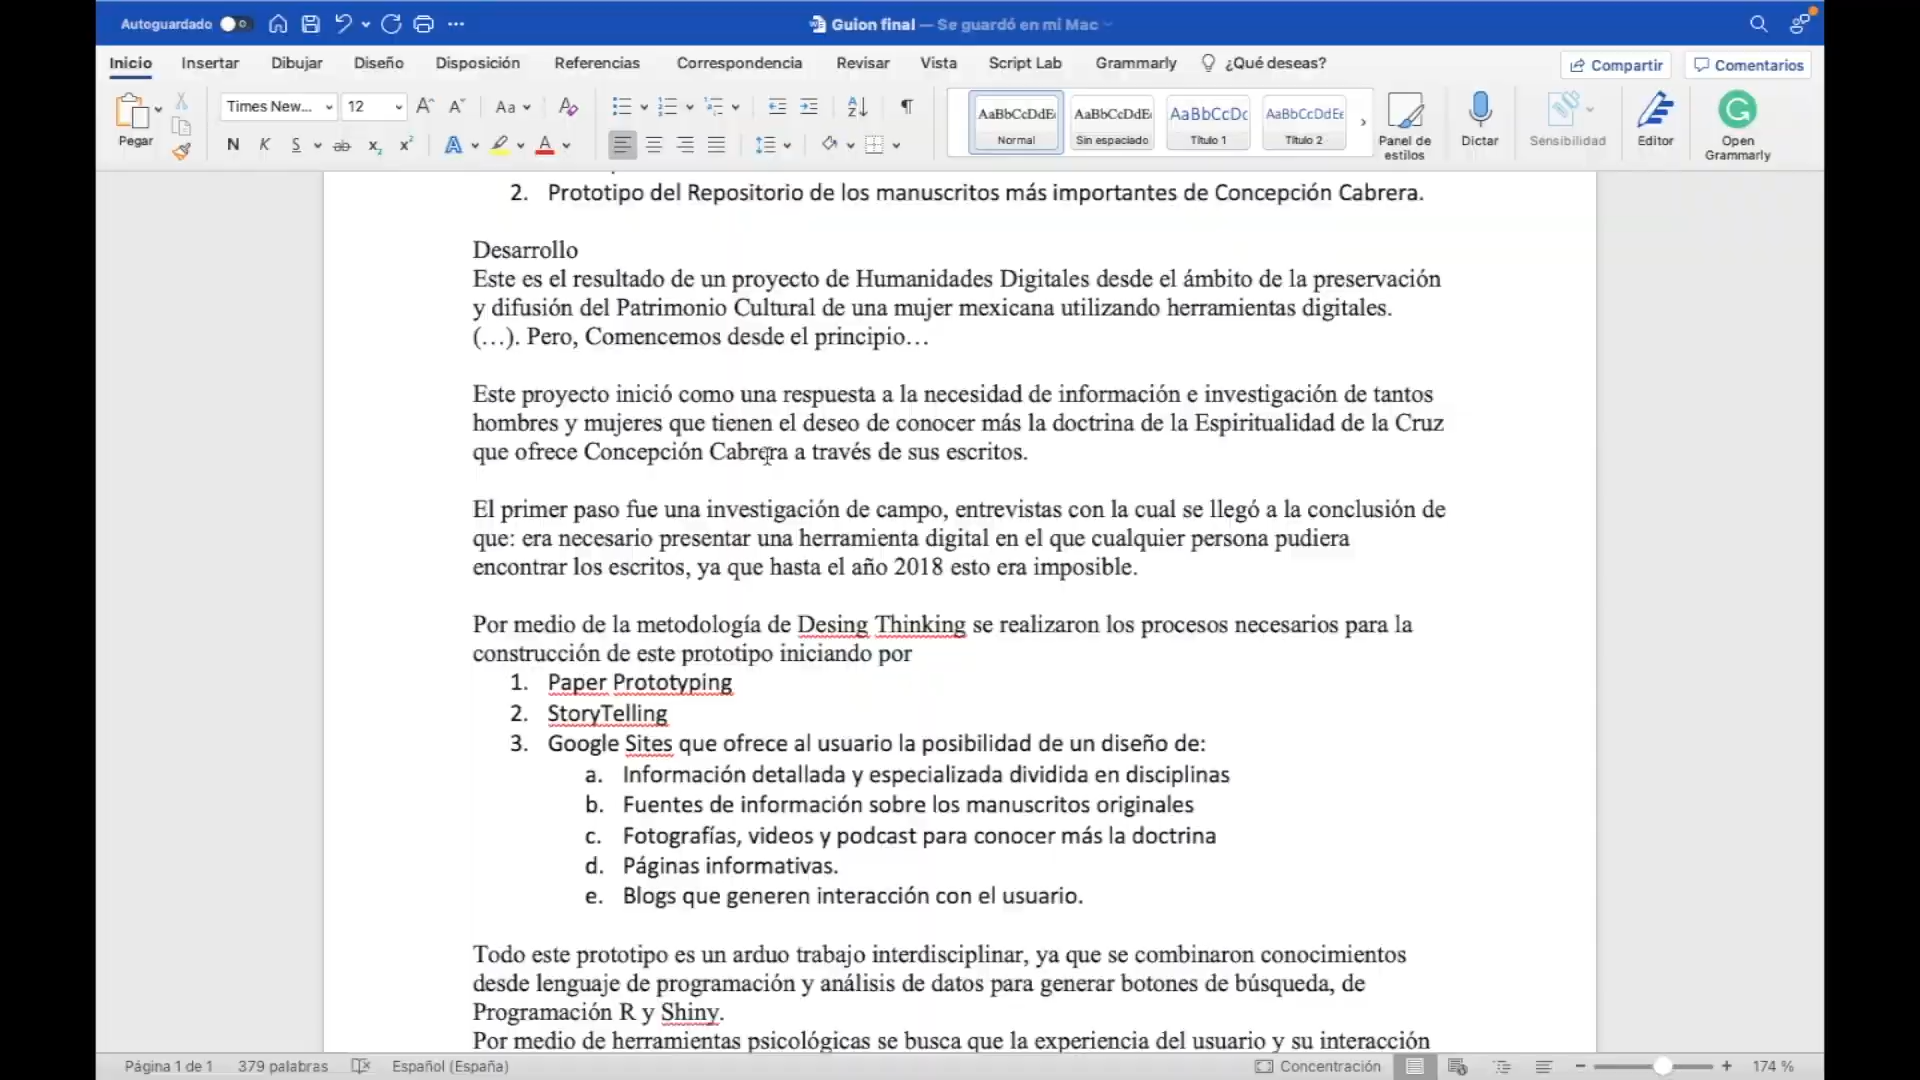 Autoguardado
Guion final — Se guardó en mi Mac
Inicio Insertar Dibujar Diseño Disposición Referencias Correspondencia Revisar Vista Script Lab Grammarly ¿Qué deseas? Compartir Comentarios
Pegar
Times New... 12
N K S ab x₂ x²
AaBbCcDdE Normal
AaBbCcDdE Sin espaciado
AaBbCcDc Título 1
AaBbCcDdEe Título 2
Panel de estilos
Dictar
Sensibilidad
Editor
Open Grammarly
2. Prototipo del Repositorio de los manuscritos más importantes de Concepción Cabrera.
Desarrollo
Este es el resultado de un proyecto de Humanidades Digitales desde el ámbito de la preservación
y difusión del Patrimonio Cultural de una mujer mexicana utilizando herramientas digitales.
(…). Pero, Comencemos desde el principio…
Este proyecto inició como una respuesta a la necesidad de información e investigación de tantos
hombres y mujeres que tienen el deseo de conocer más la doctrina de la Espiritualidad de la Cruz
que ofrece Concepción Cabrera a través de sus escritos.
El primer paso fue una investigación de campo, entrevistas con la cual se llegó a la conclusión de
que: era necesario presentar una herramienta digital en el que cualquier persona pudiera
encontrar los escritos, ya que hasta el año 2018 esto era imposible.
Por medio de la metodología de Desing Thinking se realizaron los procesos necesarios para la
construcción de este prototipo iniciando por
1. Paper Prototyping
2. StoryTelling
3. Google Sites que ofrece al usuario la posibilidad de un diseño de:
a. Información detallada y especializada dividida en disciplinas
b. Fuentes de información sobre los manuscritos originales
c. Fotografías, videos y podcast para conocer más la doctrina
d. Páginas informativas.
e. Blogs que generen interacción con el usuario.
Todo este prototipo es un arduo trabajo interdisciplinar, ya que se combinaron conocimientos
desde lenguaje de programación y análisis de datos para generar botones de búsqueda, de
Programación R y Shiny.
Por medio de herramientas psicológicas se busca que la experiencia del usuario y su interacción
Página 1 de 1 379 palabras Español (España) Concentración 174 %